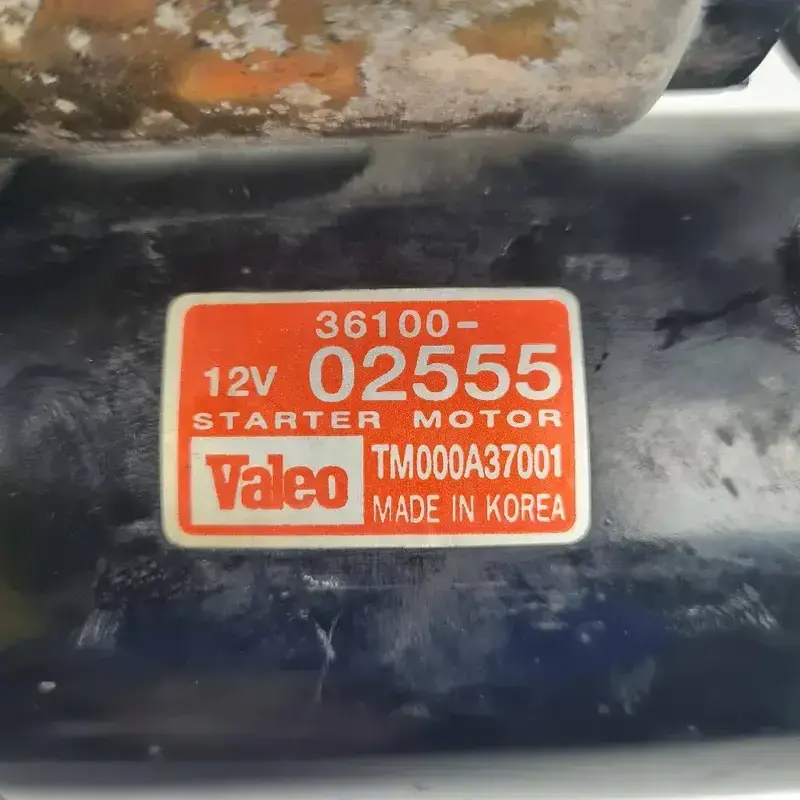 36100-
12V 02555
STARTER MOTOR
Valeo
TM000A37001
MADE IN KOREA